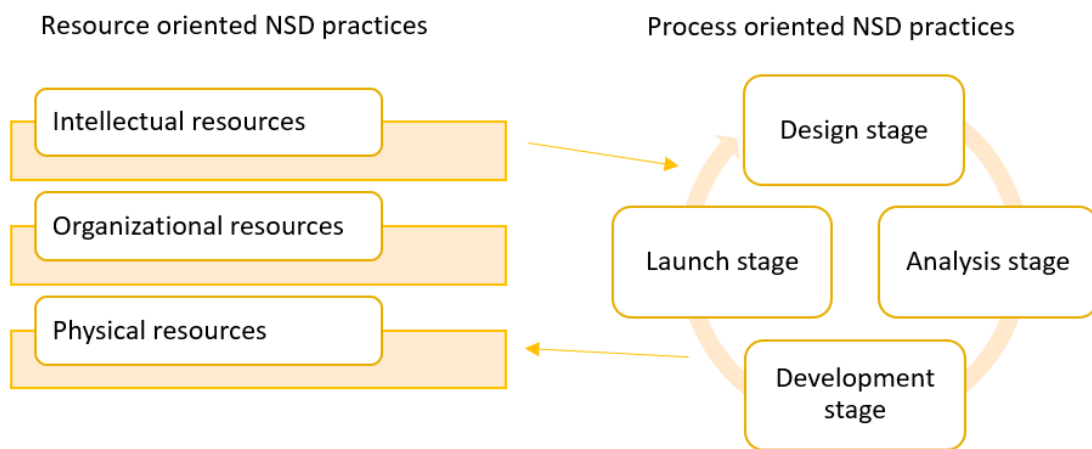 Resource oriented NSD practices
Process oriented NSD practices
Intellectual resources
Organizational resources
Physical resources
Design stage
Analysis stage
Development
stage
Launch stage